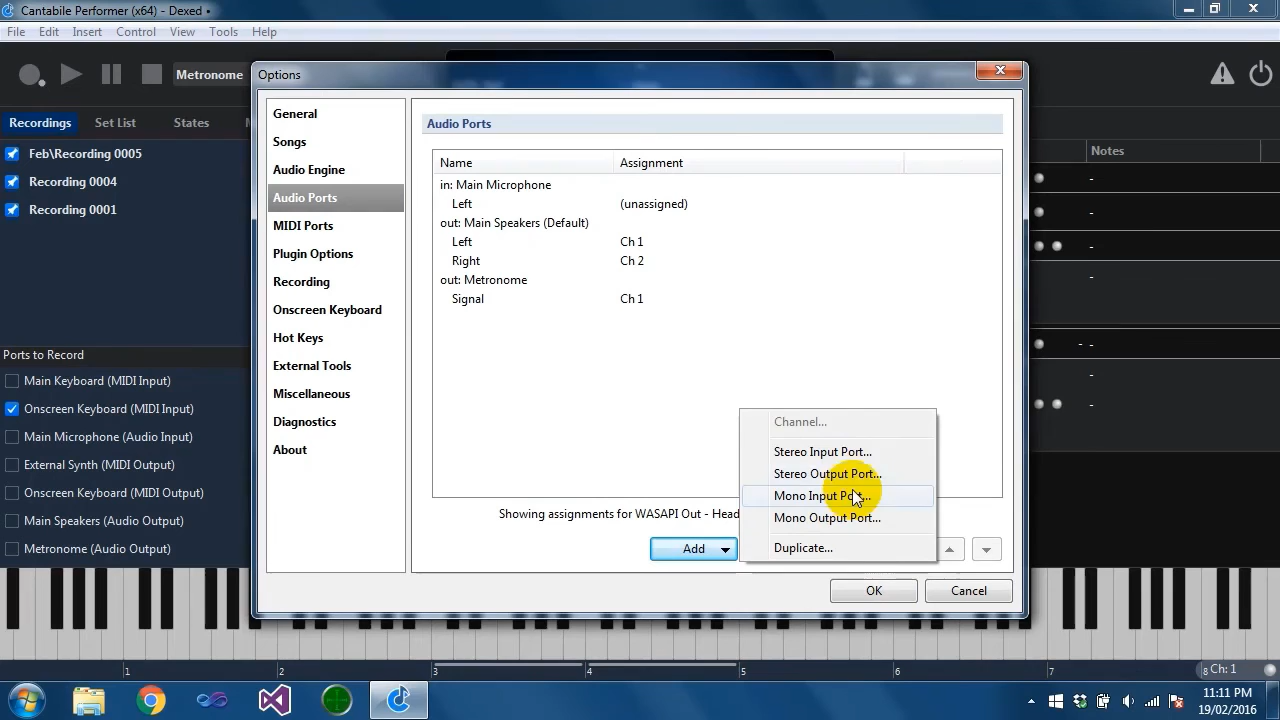 Cantabile Performer (x64) - Dexed •
File Edit Insert Control View Tools Help
Metronome
Options
Recordings Set List States
Feb\Recording 0005
Recording 0004
Recording 0001
Ports to Record
Main Keyboard (MIDI Input)
Onscreen Keyboard (MIDI Input)
Main Microphone (Audio Input)
External Synth (MIDI Output)
Onscreen Keyboard (MIDI Output)
Main Speakers (Audio Output)
Metronome (Audio Output)
General
Songs
Audio Engine
Audio Ports
MIDI Ports
Plugin Options
Recording
Onscreen Keyboard
Hot Keys
External Tools
Miscellaneous
Diagnostics
About
Audio Ports
Name Assignment
in: Main Microphone
Left (unassigned)
out: Main Speakers (Default)
Left Ch 1
Right Ch 2
out: Metronome
Signal Ch 1
Showing assignments for WASAPI Out - Head
Add
Channel...
Stereo Input Port...
Stereo Output Port...
Mono Input Port...
Mono Output Port...
Duplicate...
OK Cancel
Notes
-
-
-
-
- -
-
-
1 2 3 4 5 6 7 8 Ch: 1
11:11 PM
19/02/2016